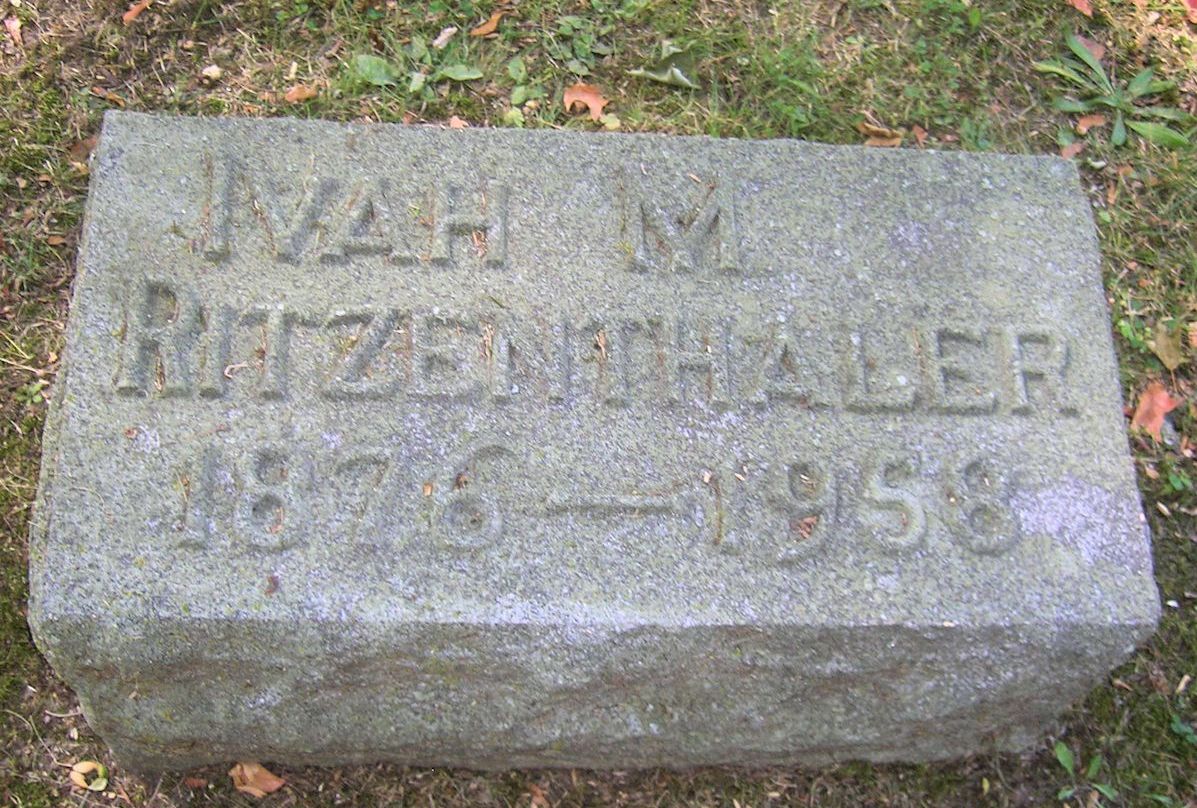 IVAH M
RITZENTHALER
1876 — 1958